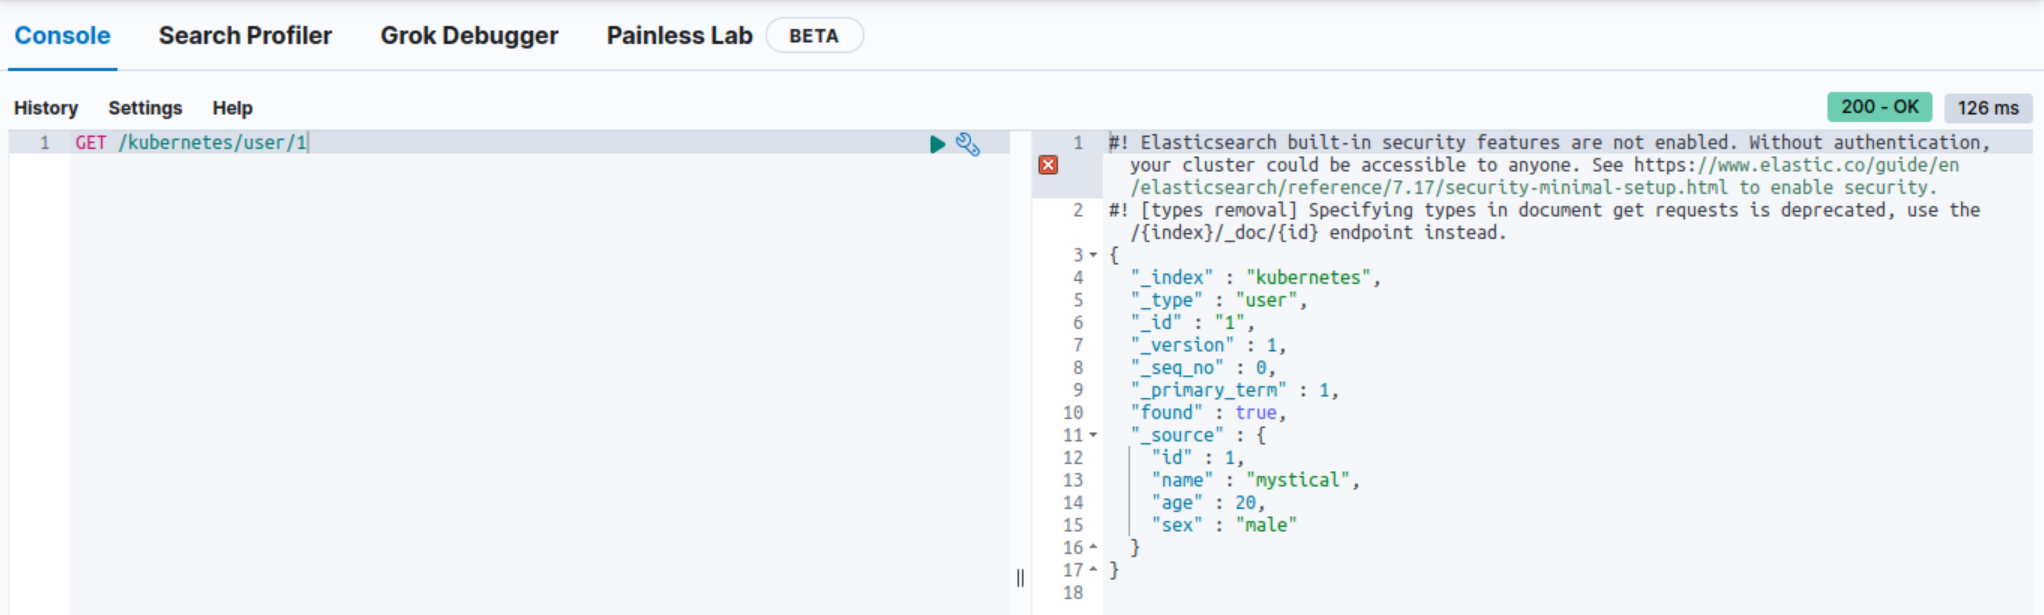 Console Search Profiler Grok Debugger Painless Lab BETA
History Settings Help 200 - OK 126 ms
1 GET /kubernetes/user/1
1 #! Elasticsearch built-in security features are not enabled. Without authentication,
your cluster could be accessible to anyone. See https://www.elastic.co/guide/en
/elasticsearch/reference/7.17/security-minimal-setup.html to enable security.
2 #! [types removal] Specifying types in document get requests is deprecated, use the
/{index}/_doc/{id} endpoint instead.
3 {
4 "_index" : "kubernetes",
5 "_type" : "user",
6 "_id" : "1",
7 "_version" : 1,
8 "_seq_no" : 0,
9 "_primary_term" : 1,
10 "found" : true,
11 "_source" : {
12 "id" : 1,
13 "name" : "mystical",
14 "age" : 20,
15 "sex" : "male"
16 }
17 }
18